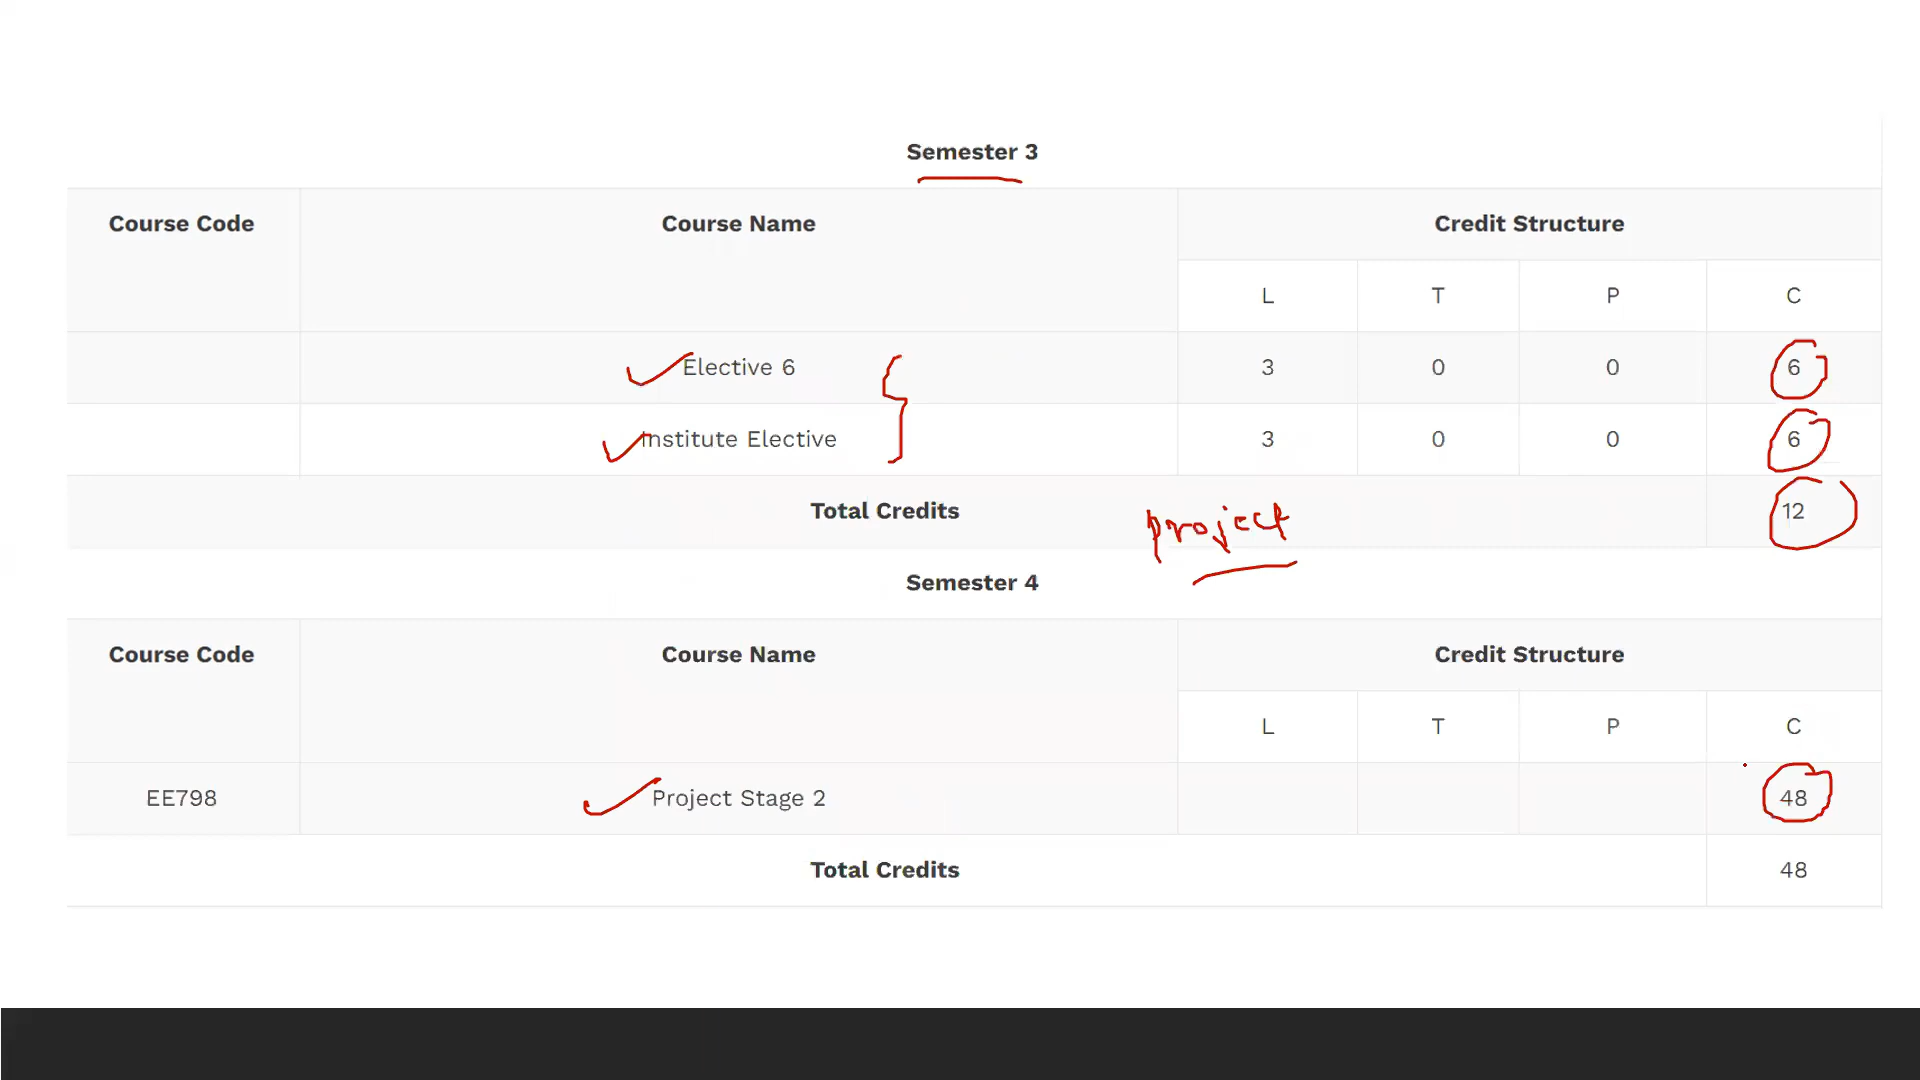 Semester 3
Course Code Course Name Credit Structure
L T P C
Elective 6 3 0 0 6
Institute Elective 3 0 0 6
Total Credits 12
project
Semester 4
Course Code Course Name Credit Structure
L T P C
EE798 Project Stage 2 48
Total Credits 48